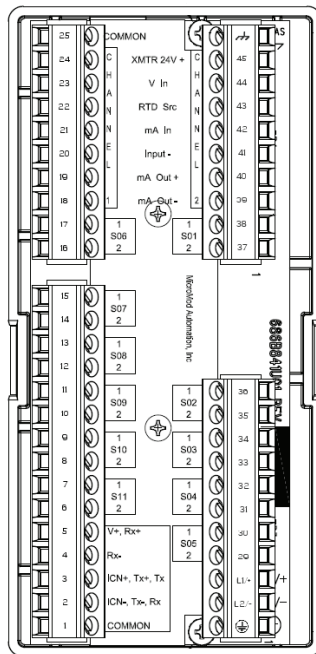 25 COMMON AS
24 XMTR 24V + 45
23 V In 44
22 RTD Src 43
21 mA In 42
20 Input - 41
19 mA Out + 40
18 mA Out - 39
CHANNEL 1
CHANNEL 2
17 1 S06 2 16
38 1 S01 2 37
1
MicroMod Automation, Inc
15 1 S07 2 14
13 1 S08 2 12
11 1 S09 2 10
36 1 S02 2 35
9 1 S10 2 8
34 1 S03 2 33
7 1 S11 2 6
32 1 S04 2 31
5 V+, Rx+
4 Rx-
30 1 S05 2 29
3 ICN+, Tx+, Tx
L1/+ /+
2 ICN-, Tx-, Rx
L2/- /-
1 COMMON